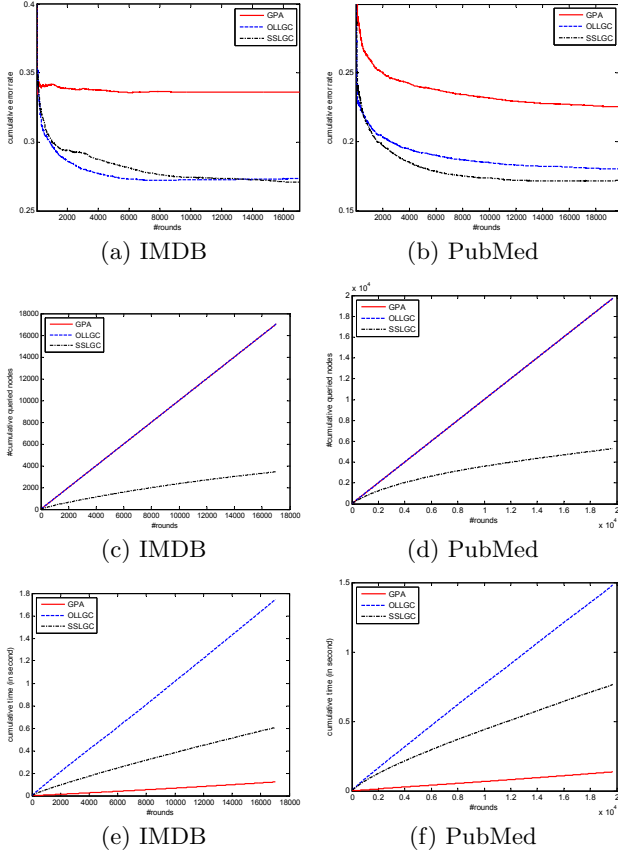 0.4
GPA
OLLGC
SSLGC
0.35
0.3
0.25
cumulative error rate
2000 4000 6000 8000 10000 12000 14000 16000
#rounds
(a) IMDB
GPA
OLLGC
SSLGC
0.25
0.2
0.15
cumulative error rate
2000 4000 6000 8000 10000 12000 14000 16000 18000
#rounds
(b) PubMed
18000
16000
14000
12000
10000
8000
6000
4000
2000
0
GPA
OLLGC
SSLGC
#cumulative queried nodes
0 2000 4000 6000 8000 10000 12000 14000 16000 18000
#rounds
(c) IMDB
x 10^4
2
1.8
1.6
1.4
1.2
1
0.8
0.6
0.4
0.2
0
GPA
OLLGC
SSLGC
#cumulative queried nodes
0 0.2 0.4 0.6 0.8 1 1.2 1.4 1.6 1.8 2
#rounds
x 10^4
(d) PubMed
1.8
1.6
1.4
1.2
1
0.8
0.6
0.4
0.2
0
GPA
OLLGC
SSLGC
cumulative time (in second)
0 2000 4000 6000 8000 10000 12000 14000 16000 18000
#rounds
(e) IMDB
1.5
1
0.5
0
GPA
OLLGC
SSLGC
cumulative time (in second)
0 0.2 0.4 0.6 0.8 1 1.2 1.4 1.6 1.8 2
#rounds
x 10^4
(f) PubMed